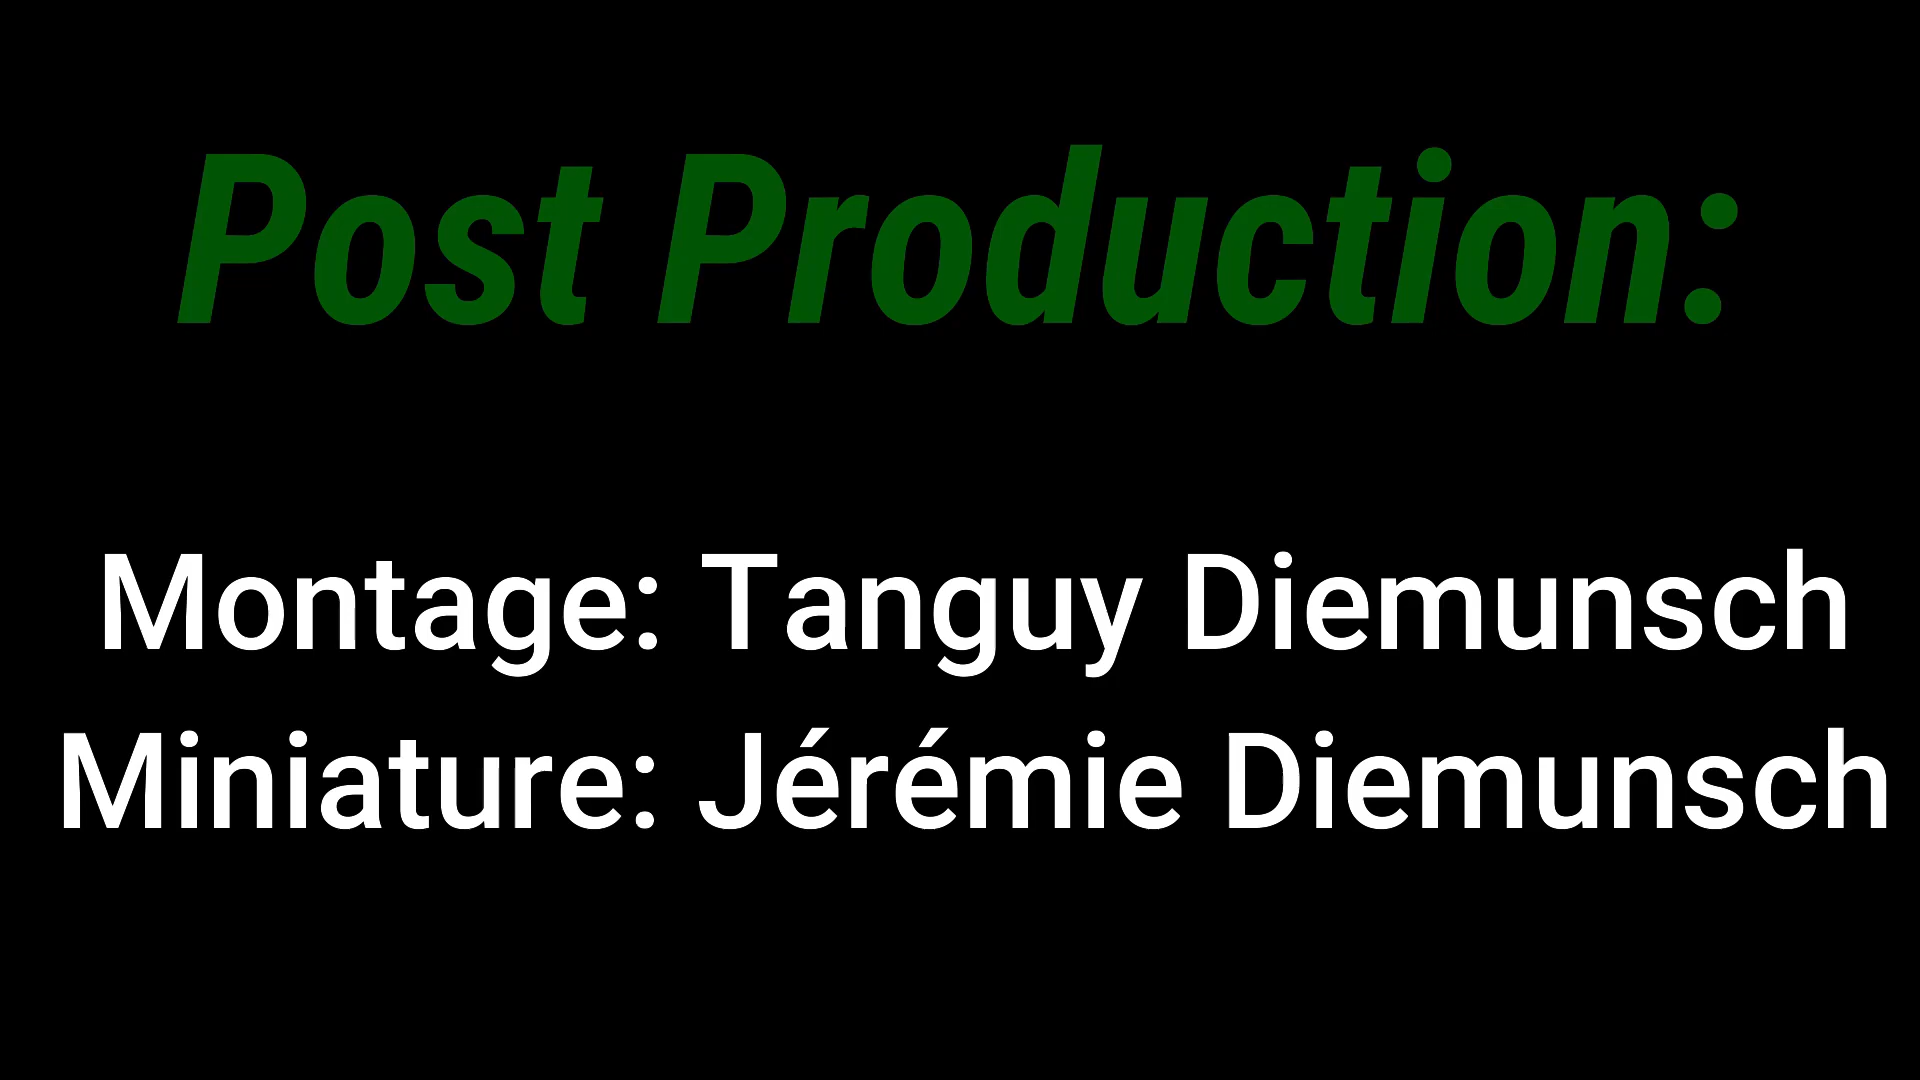 Post Production:
Montage: Tanguy Diemunsch
Miniature: Jérémie Diemunsch